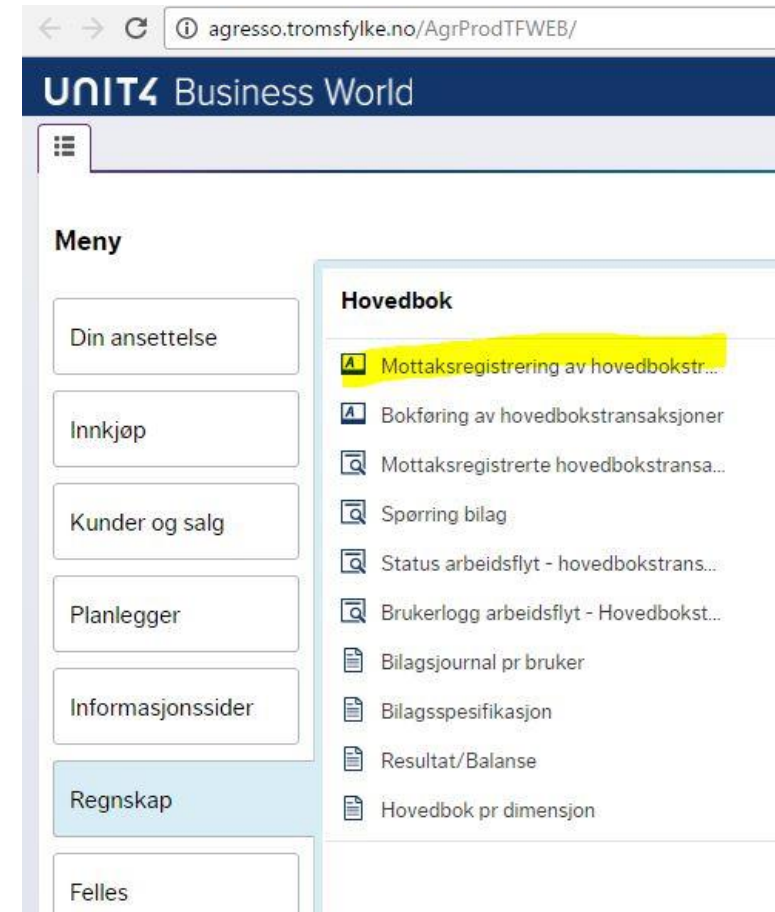 agresso.tromsfylke.no/AgrProdTFWEB/
UNIT4 Business World
Meny
Din ansettelse
Innkjøp
Kunder og salg
Planlegger
Informasjonssider
Regnskap
Felles
Hovedbok
Mottaksregistrering av hovedbokstr...
Bokføring av hovedbokstransaksjoner
Mottaksregistrerte hovedbokstransa...
Spørring bilag
Status arbeidsflyt - hovedbokstrans...
Brukerlogg arbeidsflyt - Hovedbokst...
Bilagsjournal pr bruker
Bilagsspesifikasjon
Resultat/Balanse
Hovedbok pr dimensjon